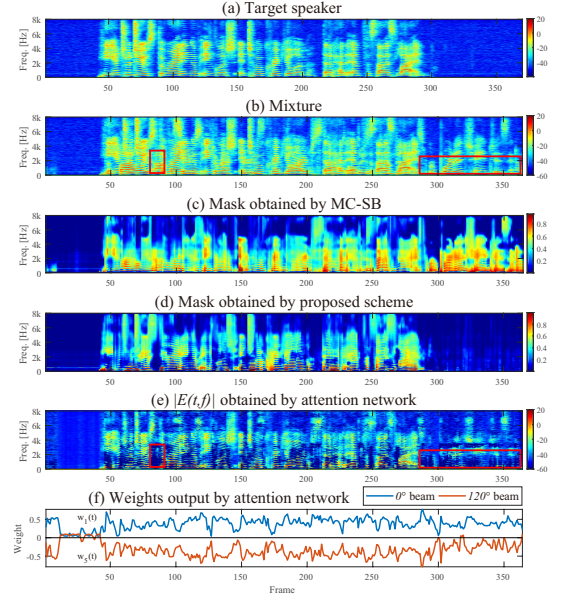 (a) Target speaker
Freq. [Hz]
8k
6k
4k
2k
0
50 100 150 200 250 300 350
20
0
-20
-40
-60
(b) Mixture
Freq. [Hz]
8k
6k
4k
2k
0
50 100 150 200 250 300 350
20
0
-20
-40
-60
(c) Mask obtained by MC-SB
Freq. [Hz]
8k
6k
4k
2k
0
50 100 150 200 250 300 350
0.8
0.6
0.4
0.2
(d) Mask obtained by proposed scheme
Freq. [Hz]
8k
6k
4k
2k
0
50 100 150 200 250 300 350
0.8
0.6
0.4
0.2
(e) |E(t,f)| obtained by attention network
Freq. [Hz]
8k
6k
4k
2k
0
50 100 150 200 250 300 350
20
0
-20
-40
-60
(f) Weights output by attention network
0° beam 120° beam
Weight
0.5
0
-0.5
w1(t)
w5(t)
50 100 150 200 250 300 350
Frame